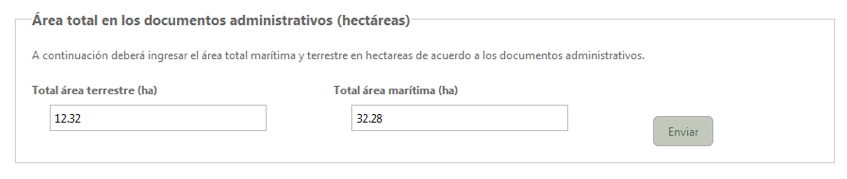 Área total en los documentos administrativos (hectáreas)
A continuación deberá ingresar el área total marítima y terrestre en hectareas de acuerdo a los documentos administrativos.
Total área terrestre (ha) Total área marítima (ha)
12.32 32.28
Enviar